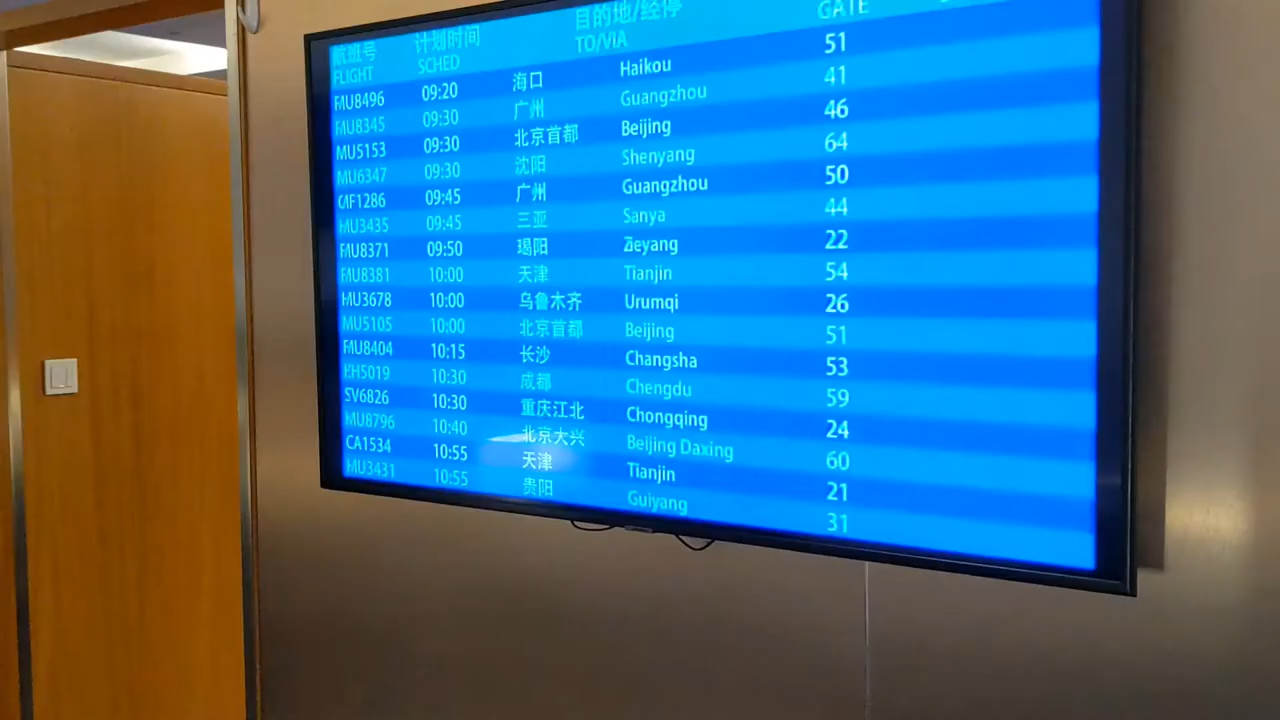 航班号 计划时间 目的地/经停
FLIGHT SCHED TO/VIA GATE
MU8496 09:20 海口 Haikou 51
MU8345 09:30 广州 Guangzhou 41
MU5153 09:30 北京首都 Beijing 46
MU6347 09:30 沈阳 Shenyang 64
MF1286 09:45 广州 Guangzhou 50
MU3435 09:45 三亚 Sanya 44
MU8371 09:50 揭阳 Jieyang 22
MU8381 10:00 天津 Tianjin 54
MU3678 10:00 乌鲁木齐 Urumqi 26
MU5105 10:00 北京首都 Beijing 51
MU8404 10:15 长沙 Changsha 53
10:30 成都 Chengdu 59
SV6826 10:30 重庆江北 Chongqing 24
MU8796 10:40 北京大兴 Beijing Daxing 60
CA1534 10:55 天津 Tianjin 21
MU3431 10:55 贵阳 Guiyang 31